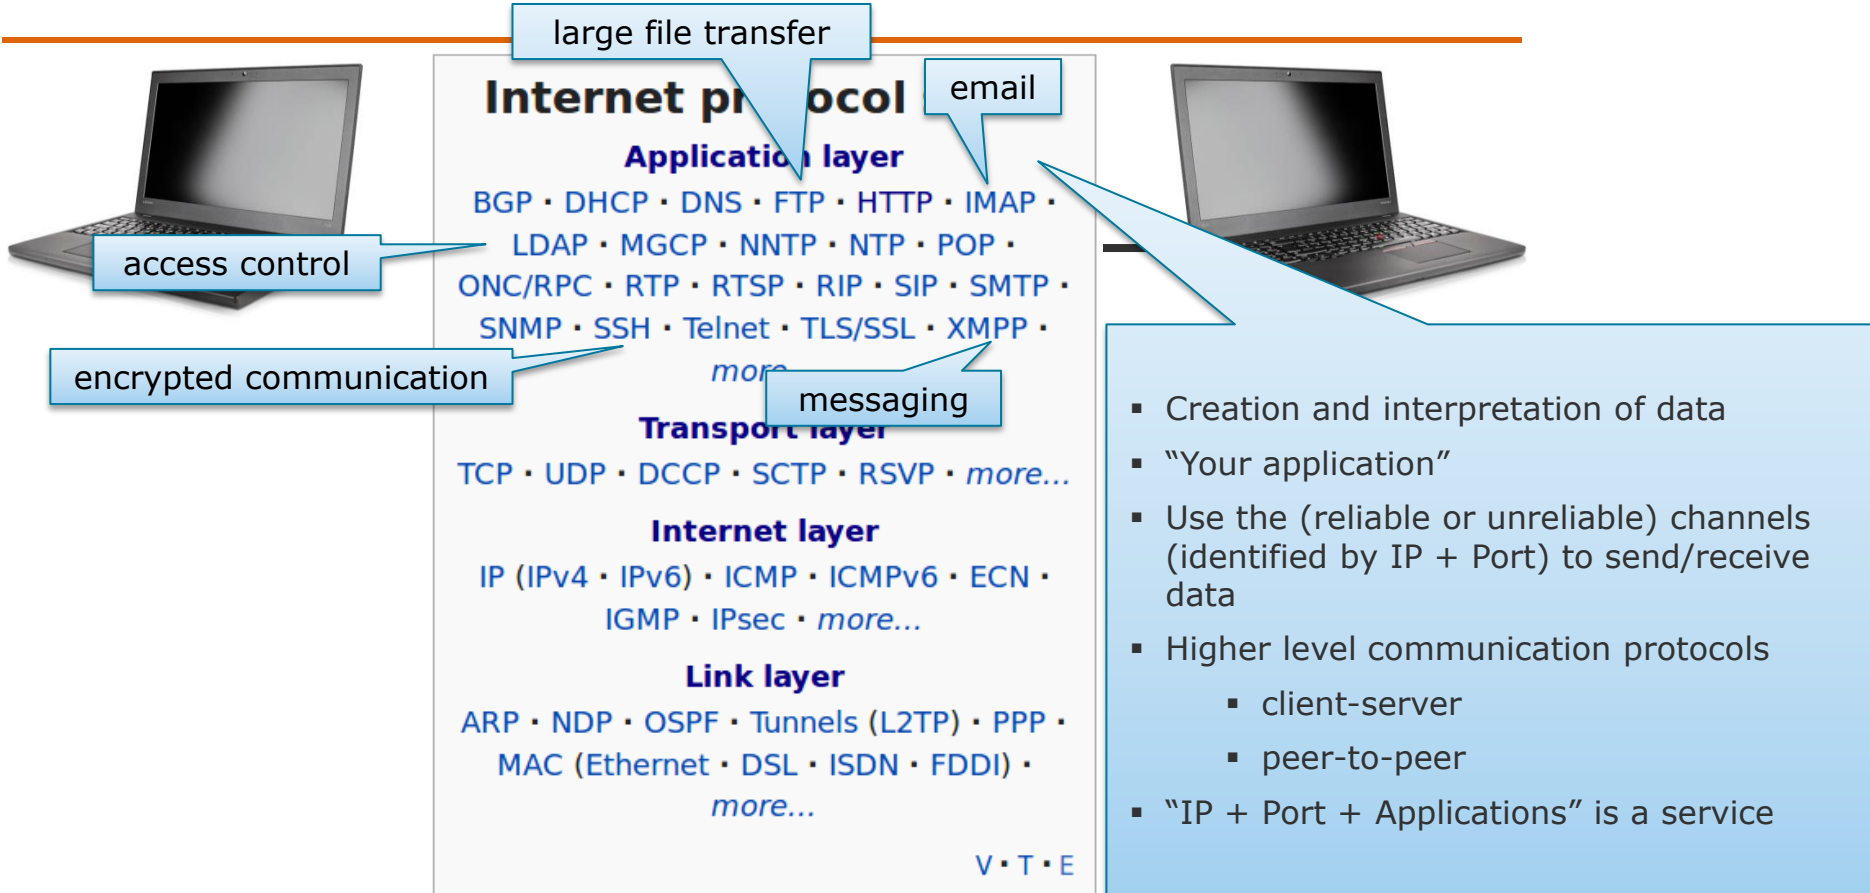 large file transfer
email
Internet protocol
Application layer
BGP · DHCP · DNS · FTP · HTTP · IMAP ·
LDAP · MGCP · NNTP · NTP · POP ·
access control
ONC/RPC · RTP · RTSP · RIP · SIP · SMTP ·
SNMP · SSH · Telnet · TLS/SSL · XMPP ·
encrypted communication
more
messaging
Transport layer
TCP · UDP · DCCP · SCTP · RSVP · more...
Internet layer
IP (IPv4 · IPv6) · ICMP · ICMPv6 · ECN ·
IGMP · IPsec · more...
Link layer
ARP · NDP · OSPF · Tunnels (L2TP) · PPP ·
MAC (Ethernet · DSL · ISDN · FDDI) ·
more...
V · T · E
▪ Creation and interpretation of data
▪ “Your application”
▪ Use the (reliable or unreliable) channels
(identified by IP + Port) to send/receive
data
▪ Higher level communication protocols
▪ client-server
▪ peer-to-peer
▪ “IP + Port + Applications” is a service